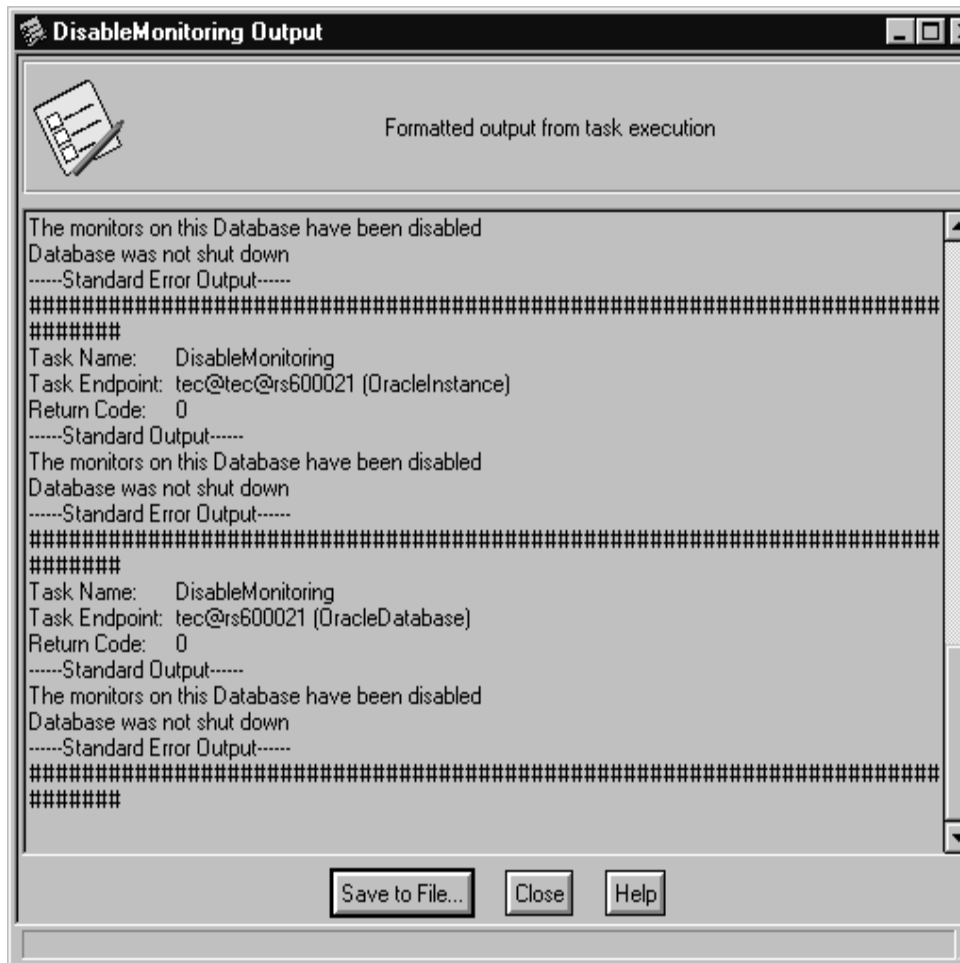 DisableMonitoring Output
Formatted output from task execution
The monitors on this Database have been disabled
Database was not shut down
------Standard Error Output------
######################################################################
#######
Task Name: DisableMonitoring
Task Endpoint: tec@tec@rs600021 (OracleInstance)
Return Code: 0
------Standard Output------
The monitors on this Database have been disabled
Database was not shut down
------Standard Error Output------
######################################################################
#######
Task Name: DisableMonitoring
Task Endpoint: tec@rs600021 (OracleDatabase)
Return Code: 0
------Standard Output------
The monitors on this Database have been disabled
Database was not shut down
------Standard Error Output------
######################################################################
#######
Save to File... Close Help